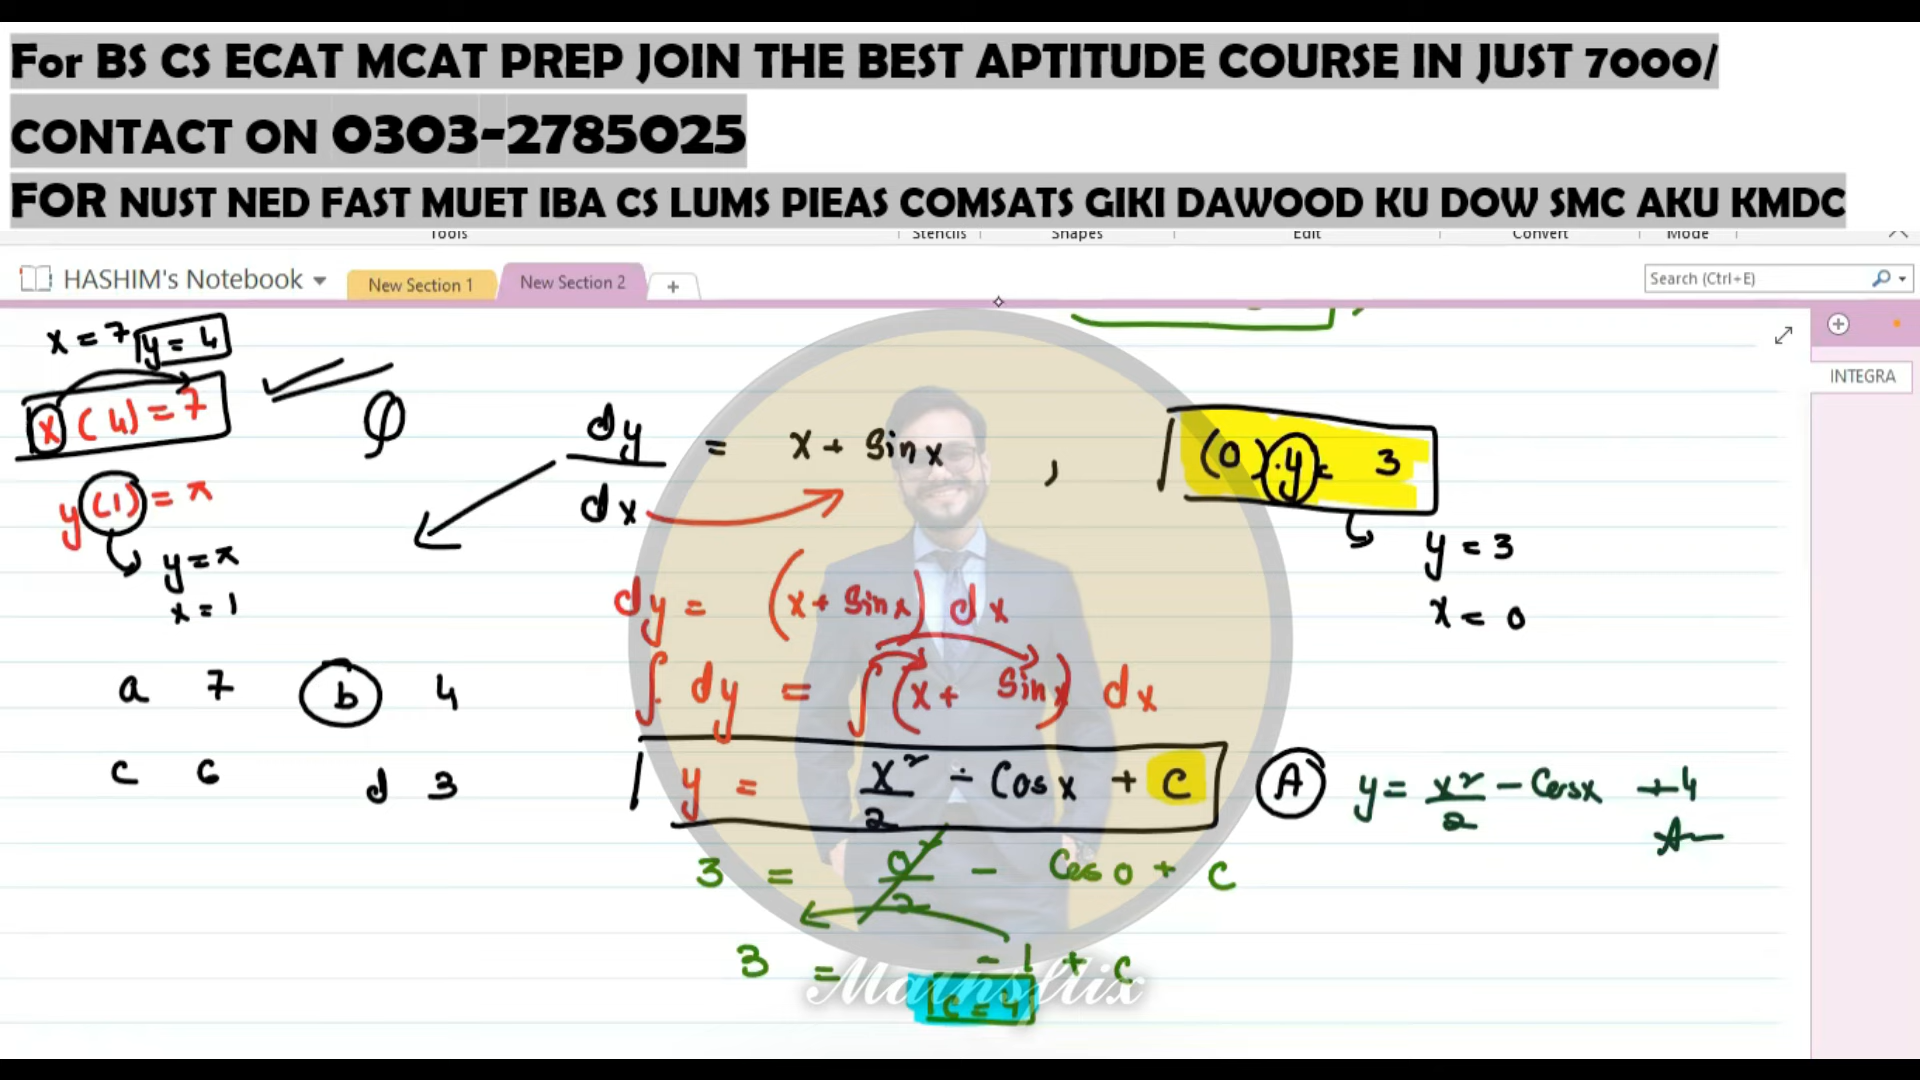 For BS CS ECAT MCAT PREP JOIN THE BEST APTITUDE COURSE IN JUST 7000/
CONTACT ON 0303-2785025
FOR NUST NED FAST MUET IBA CS LUMS PIEAS COMSATS GIKI DAWOOD KU DOW SMC AKU KMDC
Tools Stencils Shapes Edit Convert Mode
HASHIM's Notebook New Section 1 New Section 2 + Search (Ctrl+E)
INTEGRA
x = 7 y = 4
x (4) = 7
y (1) = π
y = π
x = 1
a 7 b 4
c 6 d 3
Q
dy/dx = x + Sin x , (0) y = 3
y = 3
x = 0
dy = (x + Sin x) dx
∫ dy = ∫ (x + Sin x) dx
y = x²/2 - Cos x + C
A y = x²/2 - Cos x + 4
3 = 0²/2 - Cos 0 + C
3 = - 1 + C
C = 4
Mainsflix